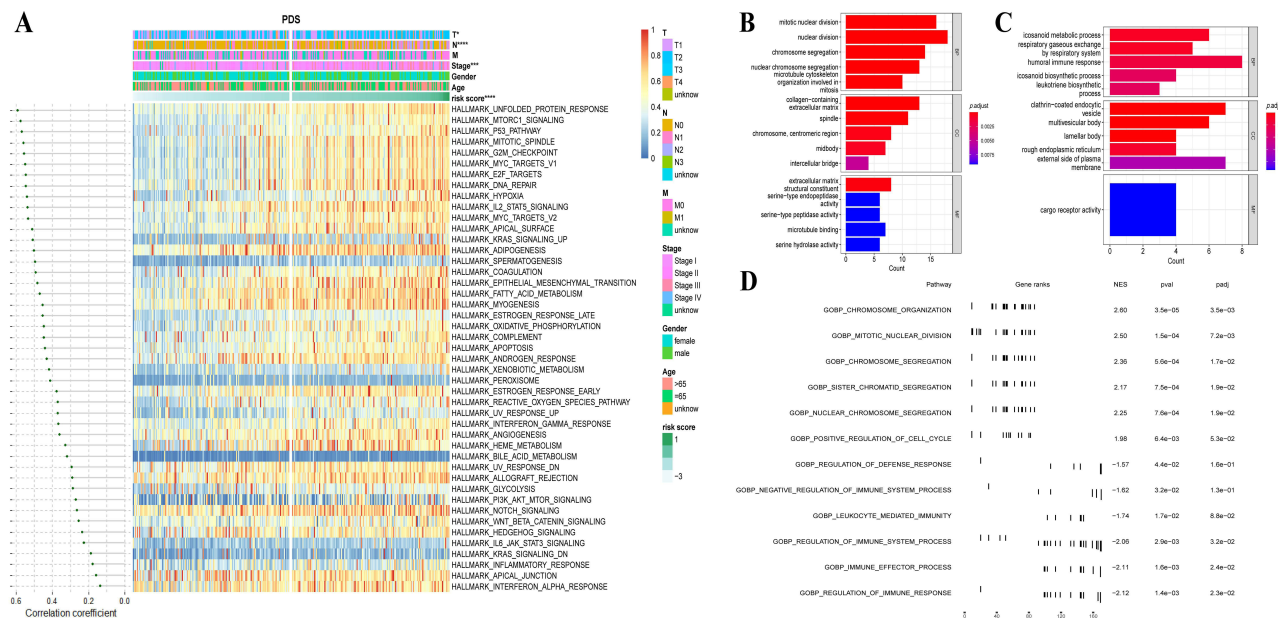 A
PDS
T*
N****
M
Stage***
Gender
Age
risk score****
HALLMARK_UNFOLDED_PROTEIN_RESPONSE
HALLMARK_MTORC1_SIGNALING
HALLMARK_P53_PATHWAY
HALLMARK_MITOTIC_SPINDLE
HALLMARK_G2M_CHECKPOINT
HALLMARK_MYC_TARGETS_V1
HALLMARK_E2F_TARGETS
HALLMARK_DNA_REPAIR
HALLMARK_HYPOXIA
HALLMARK_IL2_STAT5_SIGNALING
HALLMARK_MYC_TARGETS_V2
HALLMARK_APICAL_SURFACE
HALLMARK_KRAS_SIGNALING_UP
HALLMARK_ADIPOGENESIS
HALLMARK_SPERMATOGENESIS
HALLMARK_COAGULATION
HALLMARK_EPITHELIAL_MESENCHYMAL_TRANSITION
HALLMARK_FATTY_ACID_METABOLISM
HALLMARK_MYOGENESIS
HALLMARK_ESTROGEN_RESPONSE_LATE
HALLMARK_OXIDATIVE_PHOSPHORYLATION
HALLMARK_COMPLEMENT
HALLMARK_APOPTOSIS
HALLMARK_ANDROGEN_RESPONSE
HALLMARK_XENOBIOTIC_METABOLISM
HALLMARK_PEROXISOME
HALLMARK_ESTROGEN_RESPONSE_EARLY
HALLMARK_REACTIVE_OXYGEN_SPECIES_PATHWAY
HALLMARK_UV_RESPONSE_UP
HALLMARK_INTERFERON_GAMMA_RESPONSE
HALLMARK_ANGIOGENESIS
HALLMARK_HEME_METABOLISM
HALLMARK_BILE_ACID_METABOLISM
HALLMARK_UV_RESPONSE_DN
HALLMARK_ALLOGRAFT_REJECTION
HALLMARK_GLYCOLYSIS
HALLMARK_PI3K_AKT_MTOR_SIGNALING
HALLMARK_NOTCH_SIGNALING
HALLMARK_WNT_BETA_CATENIN_SIGNALING
HALLMARK_HEDGEHOG_SIGNALING
HALLMARK_IL6_JAK_STAT3_SIGNALING
HALLMARK_KRAS_SIGNALING_DN
HALLMARK_INFLAMMATORY_RESPONSE
HALLMARK_APICAL_JUNCTION
HALLMARK_INTERFERON_ALPHA_RESPONSE
0.6 0.4 0.2 0.0
Correlation coefficient
1
0.8
0.6
0.4
0.2
0
T
T1
T2
T3
T4
unknow
N
N0
N1
N2
N3
unknow
M
M0
M1
unknow
Stage
Stage I
Stage II
Stage III
Stage IV
unknow
Gender
female
male
Age
>65
=65
unknow
risk score
1
−3
B
mitotic nuclear division
nuclear division
chromosome segregation
nuclear chromosome segregation
microtubule cytoskeleton
organization involved in
mitosis
collagen-containing
extracellular matrix
spindle
chromosome, centromeric region
midbody
intercellular bridge
extracellular matrix
structural constituent
serine-type endopeptidase
activity
serine-type peptidase activity
microtubule binding
serine hydrolase activity
BP
CC
MF
0 5 10 15
Count
p.adjust
0.0025
0.0075
C
icosanoid metabolic process
respiratory gaseous exchange
by respiratory system
humoral immune response
icosanoid biosynthetic process
leukotriene biosynthetic
process
clathrin-coated endocytic
vesicle
multivesicular body
lamellar body
rough endoplasmic reticulum
external side of plasma
membrane
cargo receptor activity
BP
CC
MF
0 2 4 6 8
Count
p.adj
D
Pathway Gene ranks NES pval padj
GOBP_CHROMOSOME_ORGANIZATION 2.60 3.5e−05 3.5e−03
GOBP_MITOTIC_NUCLEAR_DIVISION 2.50 1.5e−04 7.2e−03
GOBP_CHROMOSOME_SEGREGATION 2.36 5.6e−04 1.7e−02
GOBP_SISTER_CHROMATID_SEGREGATION 2.17 7.5e−04 1.9e−02
GOBP_NUCLEAR_CHROMOSOME_SEGREGATION 2.25 7.6e−04 1.9e−02
GOBP_POSITIVE_REGULATION_OF_CELL_CYCLE 1.98 6.4e−03 5.3e−02
GOBP_REGULATION_OF_DEFENSE_RESPONSE −1.57 4.4e−02 1.6e−01
GOBP_NEGATIVE_REGULATION_OF_IMMUNE_SYSTEM_PROCESS −1.62 3.2e−02 1.3e−01
GOBP_LEUKOCYTE_MEDIATED_IMMUNITY −1.74 1.7e−02 8.8e−02
GOBP_REGULATION_OF_IMMUNE_SYSTEM_PROCESS −2.06 2.9e−03 3.2e−02
GOBP_IMMUNE_EFFECTOR_PROCESS −2.11 1.6e−03 2.4e−02
GOBP_REGULATION_OF_IMMUNE_RESPONSE −2.12 1.4e−03 2.3e−02
0 40 80 120 160